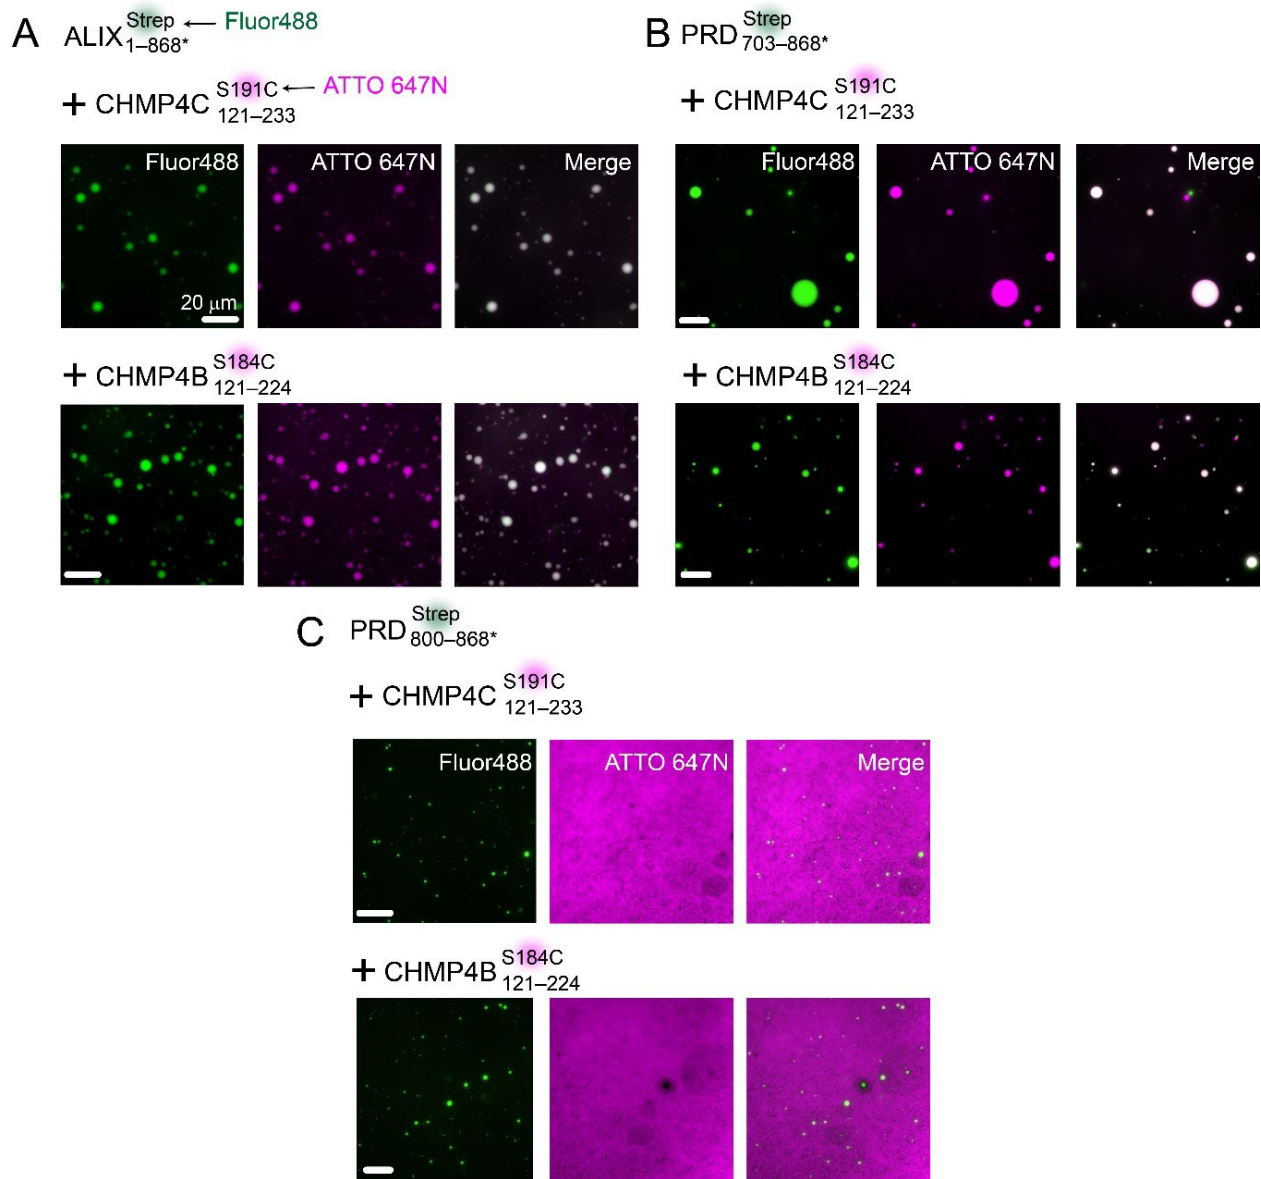 A
ALIX Strep 1–868* ← Fluor488
+ CHMP4C S191C 121–233 ← ATTO 647N
Fluor488 ATTO 647N Merge
20 μm
+ CHMP4B S184C 121–224
B
PRD Strep 703–868*
+ CHMP4C S191C 121–233
Fluor488 ATTO 647N Merge
+ CHMP4B S184C 121–224
C
PRD Strep 800–868*
+ CHMP4C S191C 121–233
Fluor488 ATTO 647N Merge
+ CHMP4B S184C 121–224